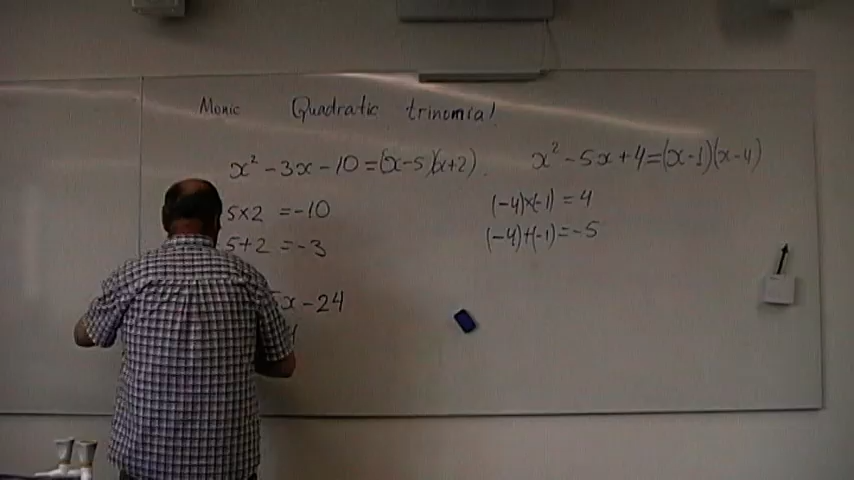 Monic Quadratic trinomial
x² - 3x - 10 = (x-5)(x+2)
5×2 = -10
5+2 = -3
x - 24
x² - 5x + 4 = (x-1)(x-4)
(-4)×(-1) = 4
(-4)+(-1) = -5